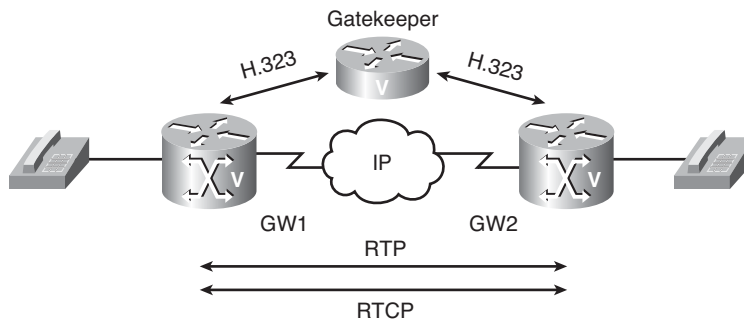 Gatekeeper
H.323
H.323
V
V
IP
V
GW1
GW2
RTP
RTCP